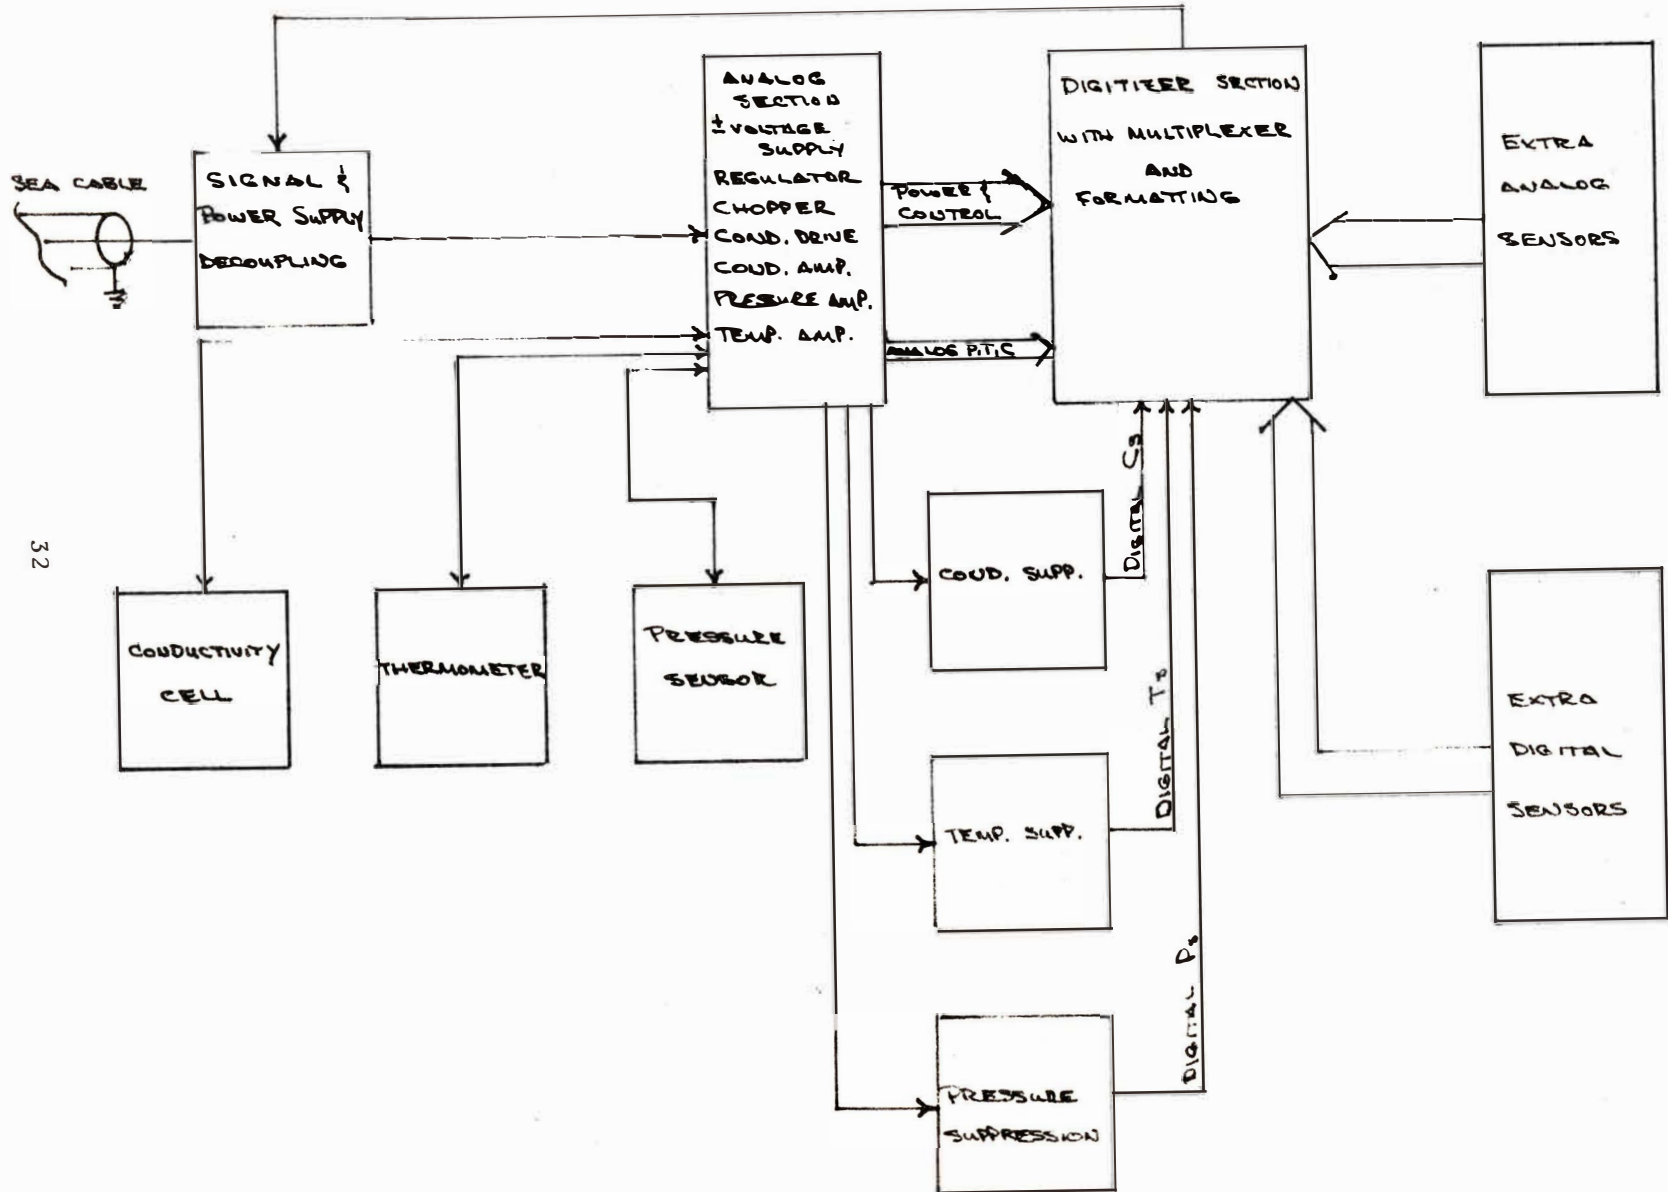 SEA CABLE
SIGNAL &
POWER SUPPLY
DECOUPLING
ANALOG
SECTION
± VOLTAGE
SUPPLY
REGULATOR
CHOPPER
COND. DRIVE
COND. AMP.
PRESSURE AMP.
TEMP. AMP.
POWER &
CONTROL
ANALOG P,T,C
DIGITIZER SECTION
WITH MULTIPLEXER
AND
FORMATTING
EXTRA
ANALOG
SENSORS
CONDUCTIVITY
CELL
THERMOMETER
PRESSURE
SENSOR
COND. SUPP.
DIGITAL
TEMP. SUPP.
DIGITAL
PRESSURE
SUPPRESSION
DIGITAL
EXTRA
DIGITAL
SENSORS
32